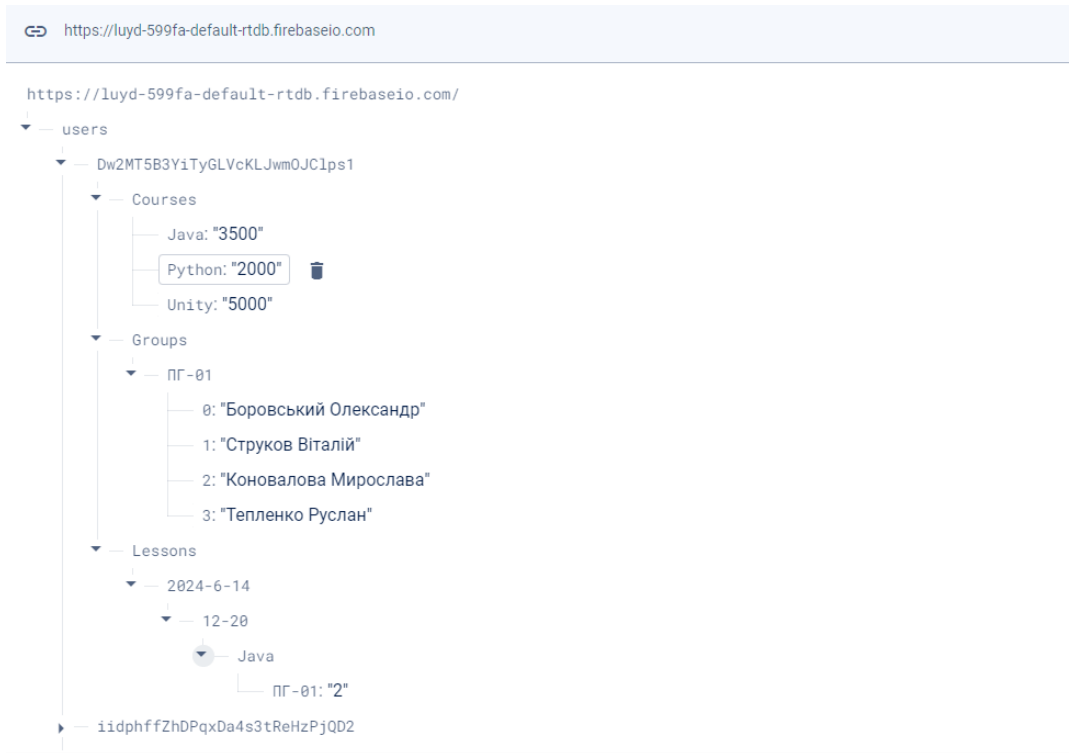 https://luyd-599fa-default-rtdb.firebaseio.com
https://luyd-599fa-default-rtdb.firebaseio.com/
users
Dw2MT5B3YiTyGLVcKLJwmOJClps1
Courses
Java: "3500"
Python: "2000"
Unity: "5000"
Groups
ПГ-01
0: "Боровський Олександр"
1: "Струков Віталій"
2: "Коновалова Мирослава"
3: "Тепленко Руслан"
Lessons
2024-6-14
12-20
Java
ПГ-01: "2"
iidphffZhDPqxDa4s3tReHzPjQD2